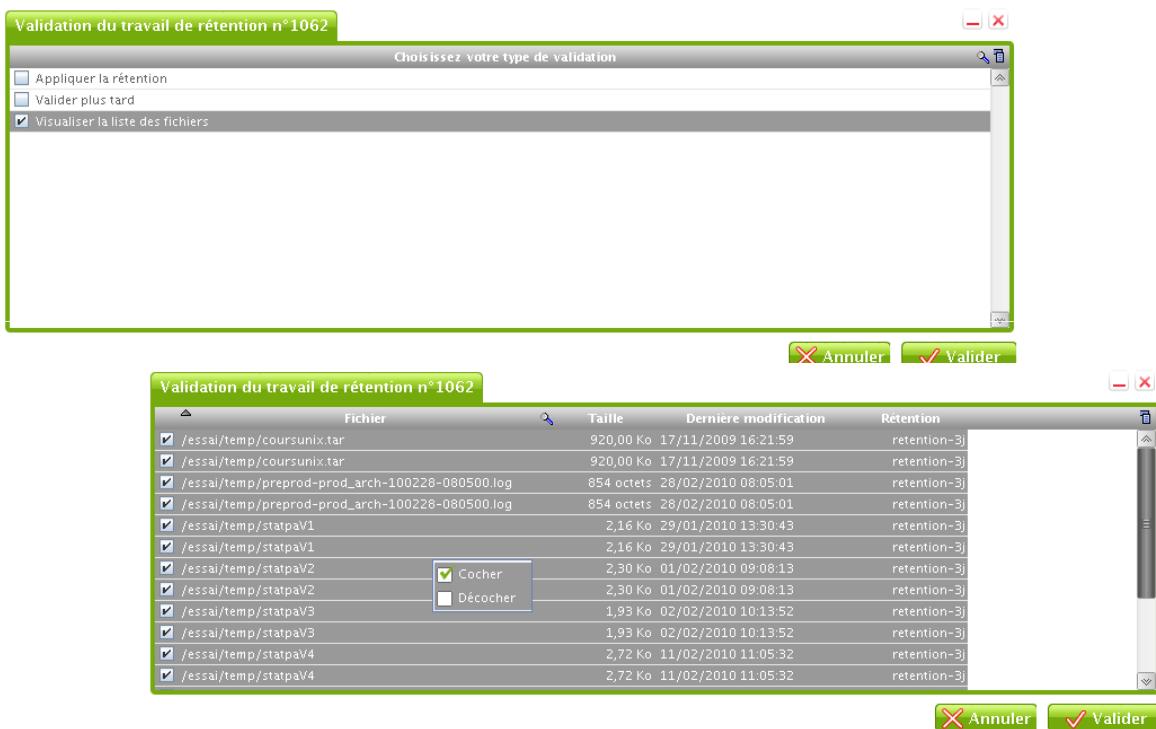 Validation du travail de rétention n°1062
Choisissez votre type de validation
Appliquer la rétention
Valider plus tard
Visualiser la liste des fichiers
Annuler Valider
Validation du travail de rétention n°1062
Fichier Taille Dernière modification Rétention
/essai/temp/coursunix.tar 920,00 Ko 17/11/2009 16:21:59 retention-3j
/essai/temp/coursunix.tar 920,00 Ko 17/11/2009 16:21:59 retention-3j
/essai/temp/preprod-prod_arch-100228-080500.log 854 octets 28/02/2010 08:05:01 retention-3j
/essai/temp/preprod-prod_arch-100228-080500.log 854 octets 28/02/2010 08:05:01 retention-3j
/essai/temp/statpaV1 2,16 Ko 29/01/2010 13:30:43 retention-3j
/essai/temp/statpaV1 2,16 Ko 29/01/2010 13:30:43 retention-3j
/essai/temp/statpaV2 2,30 Ko 01/02/2010 09:08:13 retention-3j
Cocher
/essai/temp/statpaV2 2,30 Ko 01/02/2010 09:08:13 retention-3j
Décocher
/essai/temp/statpaV3 1,93 Ko 02/02/2010 10:13:52 retention-3j
/essai/temp/statpaV3 1,93 Ko 02/02/2010 10:13:52 retention-3j
/essai/temp/statpaV4 2,72 Ko 11/02/2010 11:05:32 retention-3j
/essai/temp/statpaV4 2,72 Ko 11/02/2010 11:05:32 retention-3j
Annuler Valider